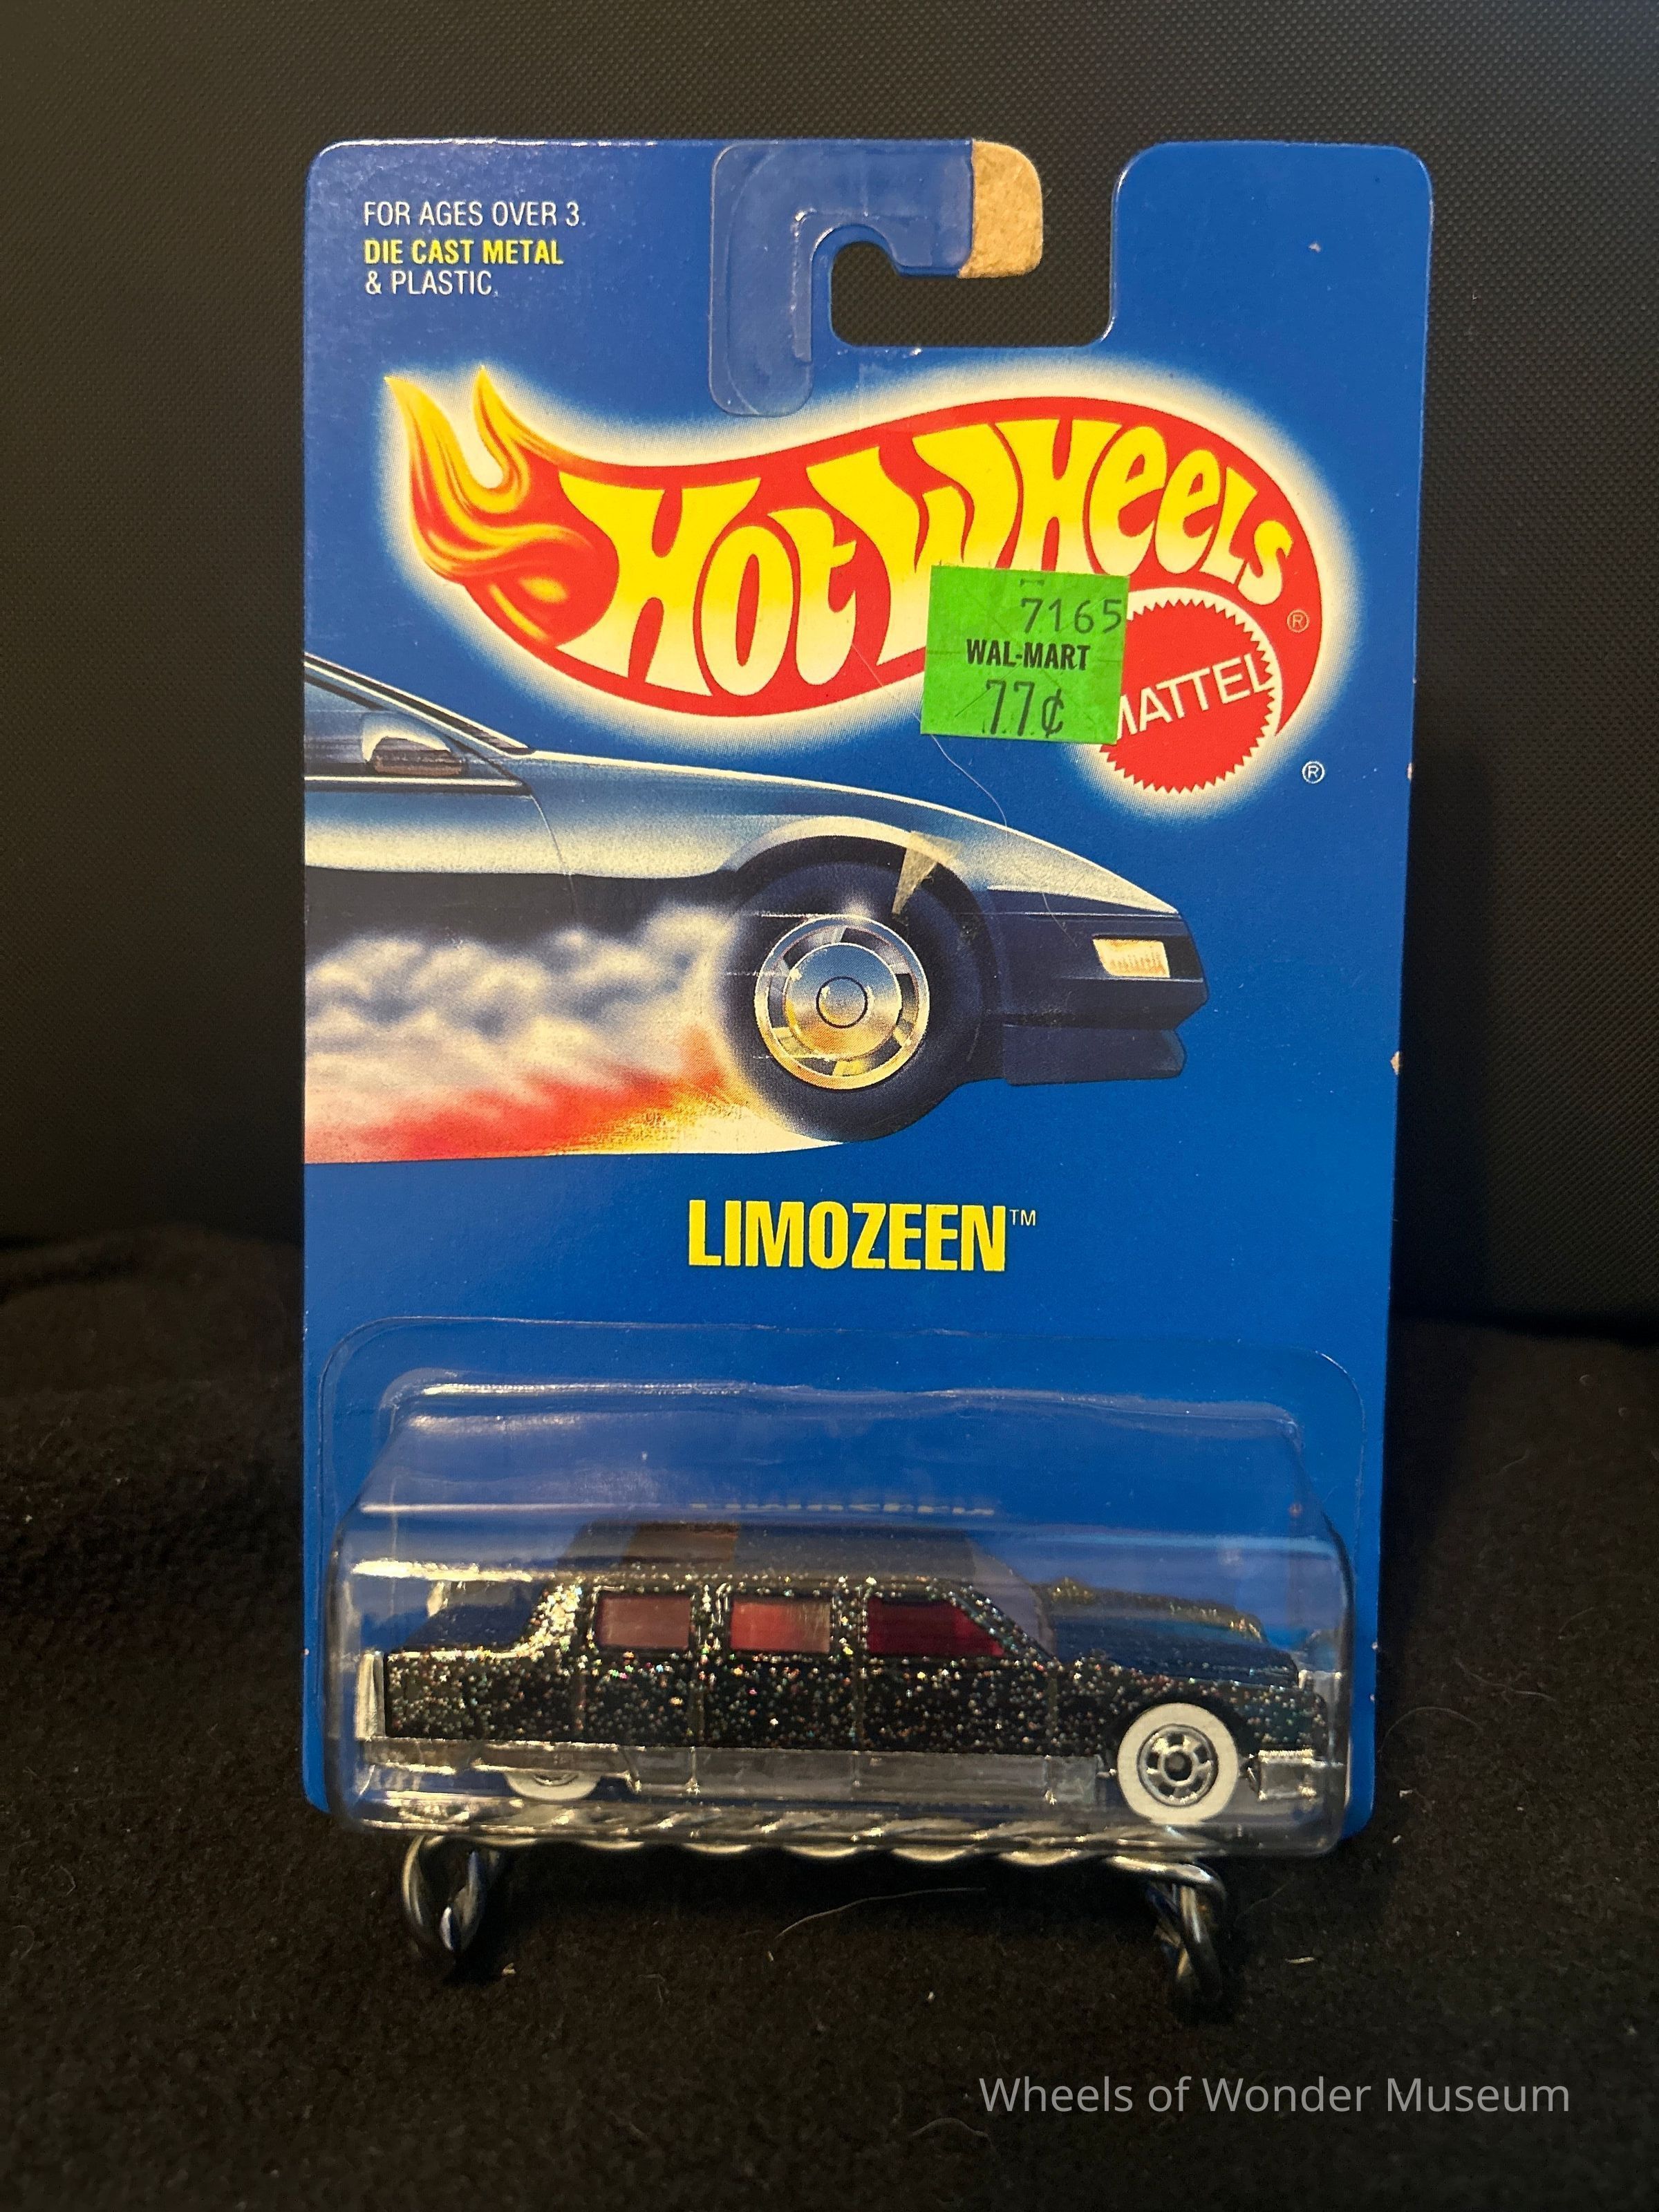 FOR AGES OVER 3.
DIE CAST METAL
& PLASTIC.
HOT WHEELS
®
7165
WAL-MART
77¢
MATTEL
®
LIMOZEEN™
Wheels of Wonder Museum